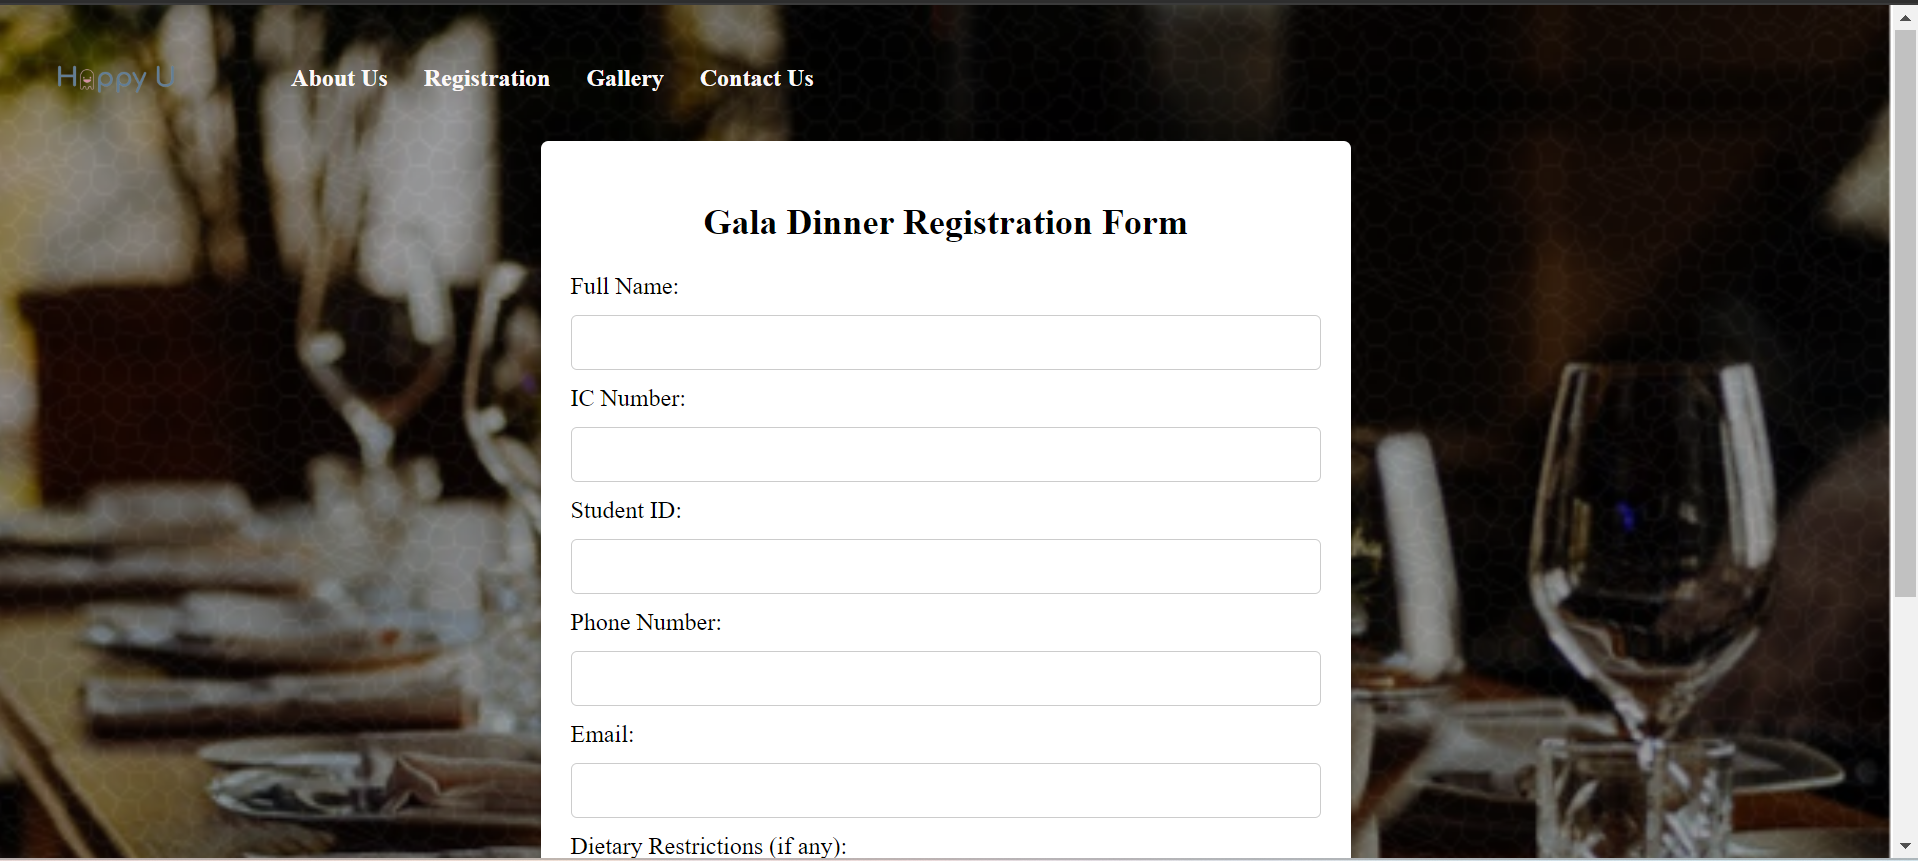 Happy U
About Us Registration Gallery Contact Us
Gala Dinner Registration Form
Full Name:
IC Number:
Student ID:
Phone Number:
Email:
Dietary Restrictions (if any):